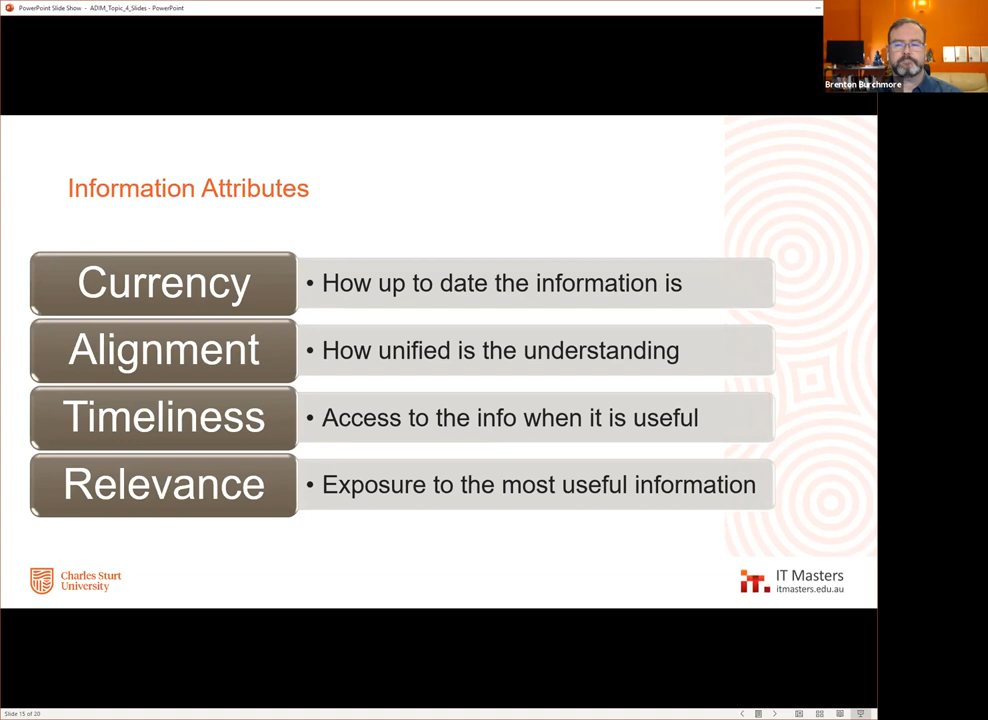 PowerPoint Slide Show - ADIM_Topic_4_Slides - PowerPoint
Brenton Burchmore
Information Attributes
Currency
• How up to date the information is
Alignment
• How unified is the understanding
Timeliness
• Access to the info when it is useful
Relevance
• Exposure to the most useful information
Charles Sturt
University
IT Masters
itmasters.edu.au
Slide 15 of 20